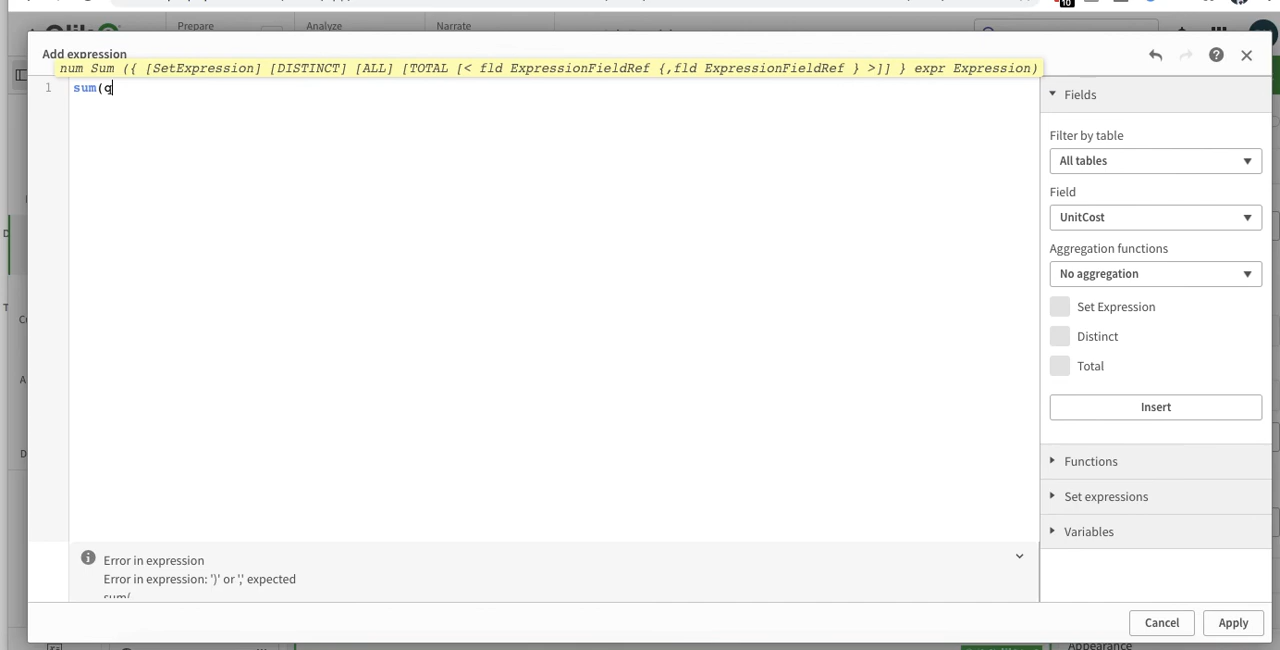 10
Prepare
Analyze
Narrate
Add expression
num Sum ({ [SetExpression] [DISTINCT] [ALL] [TOTAL [< fld ExpressionFieldRef {,fld ExpressionFieldRef } >]] } expr Expression)
1 sum(q
Fields
Filter by table
All tables
Field
UnitCost
Aggregation functions
No aggregation
Set Expression
Distinct
Total
Insert
Functions
Set expressions
Variables
Error in expression
Error in expression: ')' or ',' expected
sum(
Cancel
Apply
Appearance